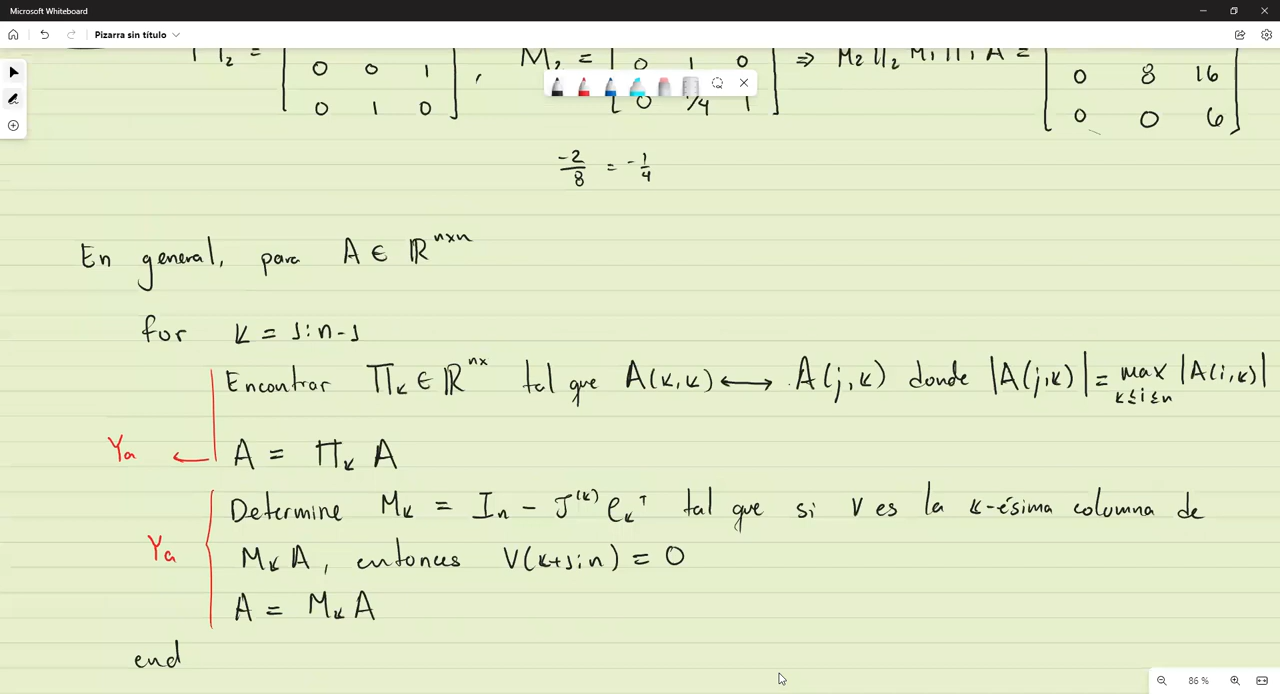 Microsoft Whiteboard
Pizarra sin título
Π₂ = [ 0 0 1 ; 0 1 0 ] , M₂ = [ 0 1 0 ; 0 1/4 1 ] ⇒ M₂ Π₂ M₁ Π₁ A = [ 0 8 16 ; 0 0 6 ]
-2/8 = -1/4
En general, para A ∈ ℝⁿˣⁿ
for k = 1:n-1
Encontrar Πₖ ∈ ℝⁿˣ tal que A(k,k) ⟷ A(j,k) donde |A(j,k)| = max |A(i,k)|
k≤i≤n
Ya ← A = Πₖ A
Determine Mₖ = Iₙ - J⁽ᵏ⁾ eₖᵀ tal que si v es la k-ésima columna de
Ya
Mₖ A, entonces v(k+1:n) = 0
A = Mₖ A
end
86 %